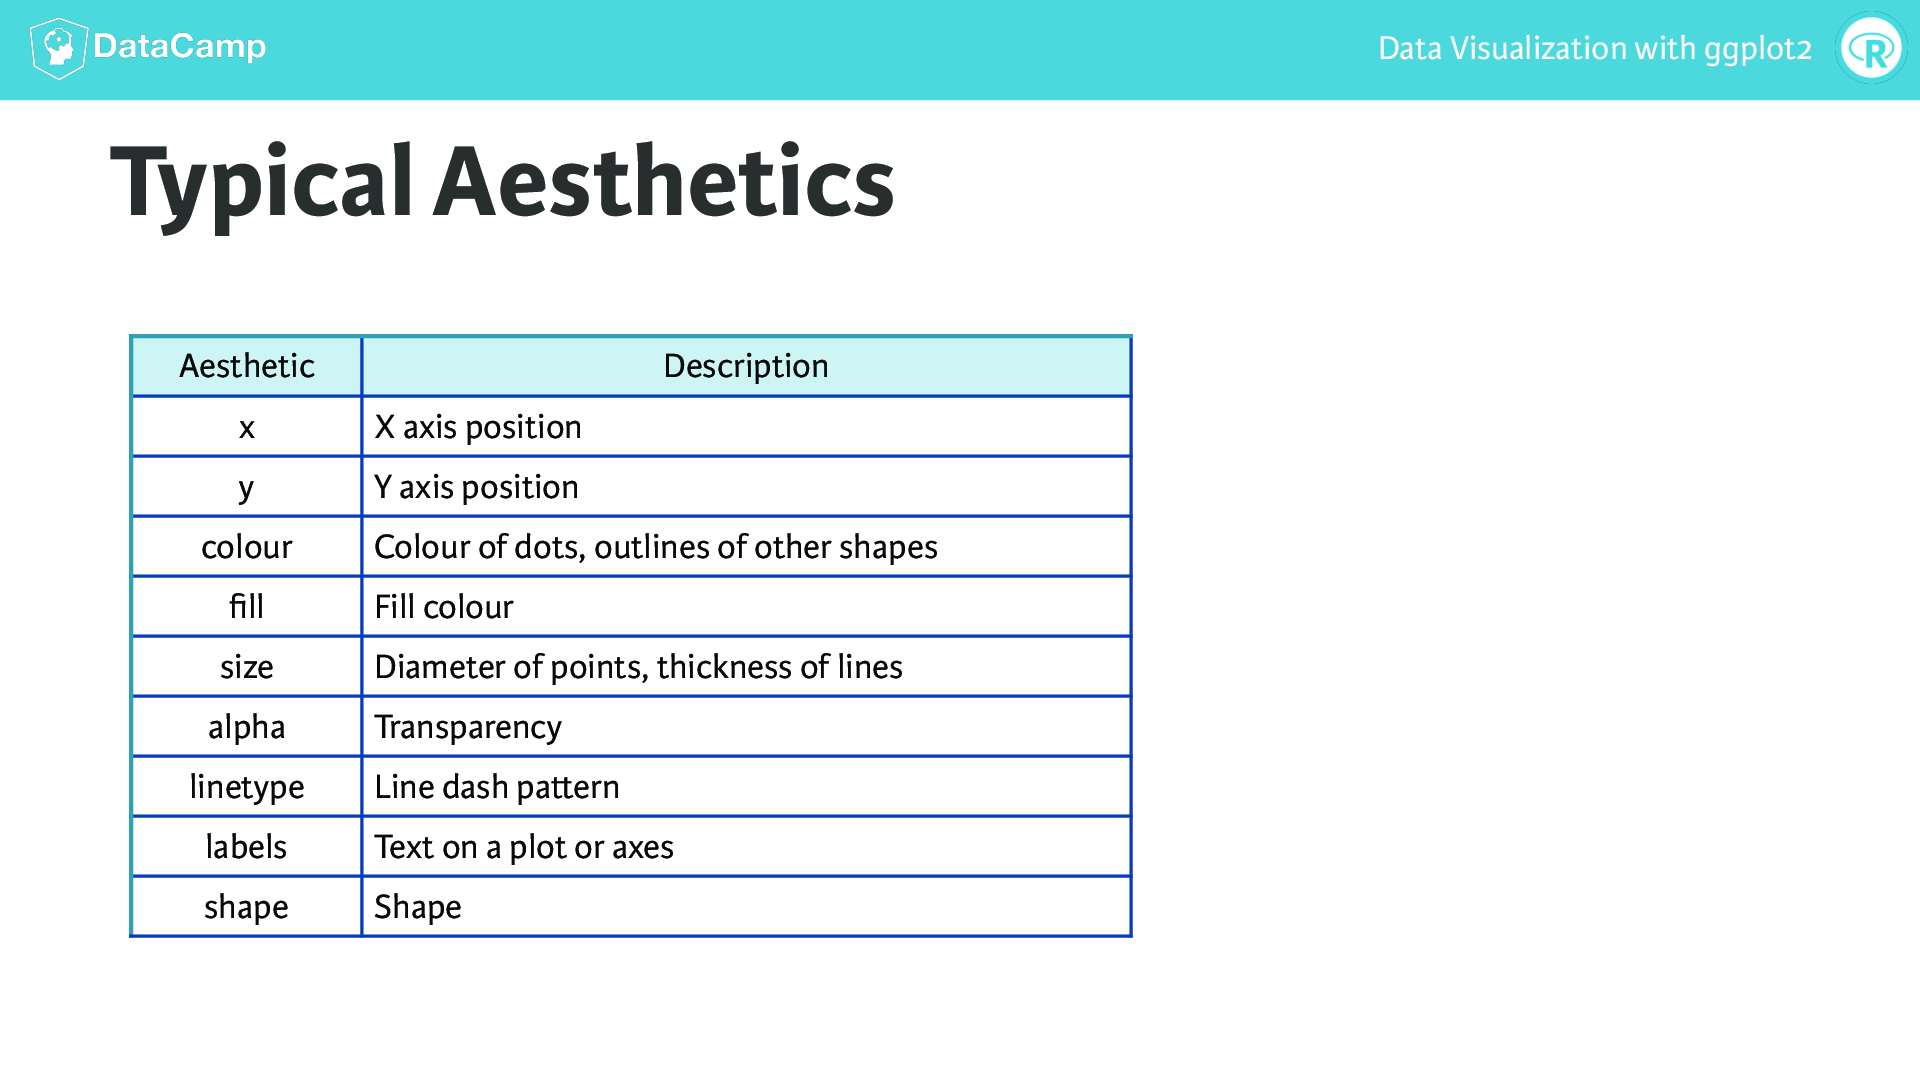 DataCamp
Data Visualization with ggplot2
R
Typical Aesthetics
Aesthetic Description
x X axis position
y Y axis position
colour Colour of dots, outlines of other shapes
fill Fill colour
size Diameter of points, thickness of lines
alpha Transparency
linetype Line dash pattern
labels Text on a plot or axes
shape Shape